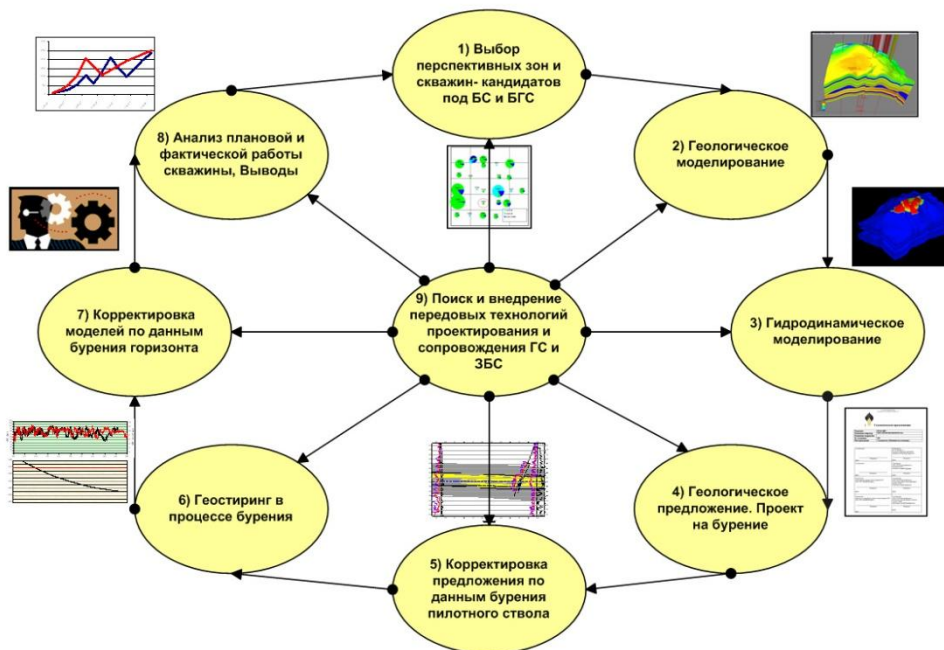 1) Выбор
перспективных зон и
скважин- кандидатов
под БС и БГС
2) Геологическое
моделирование
3) Гидродинамическое
моделирование
4) Геологическое
предложение. Проект
на бурение
5) Корректировка
предложения по
данным бурения
пилотного ствола
6) Геостиринг в
процессе бурения
7) Корректировка
моделей по данным
бурения горизонта
8) Анализ плановой и
фактической работы
скважины, Выводы
9) Поиск и внедрение
передовых технологий
проектирования и
сопровождения ГС и
ЗБС